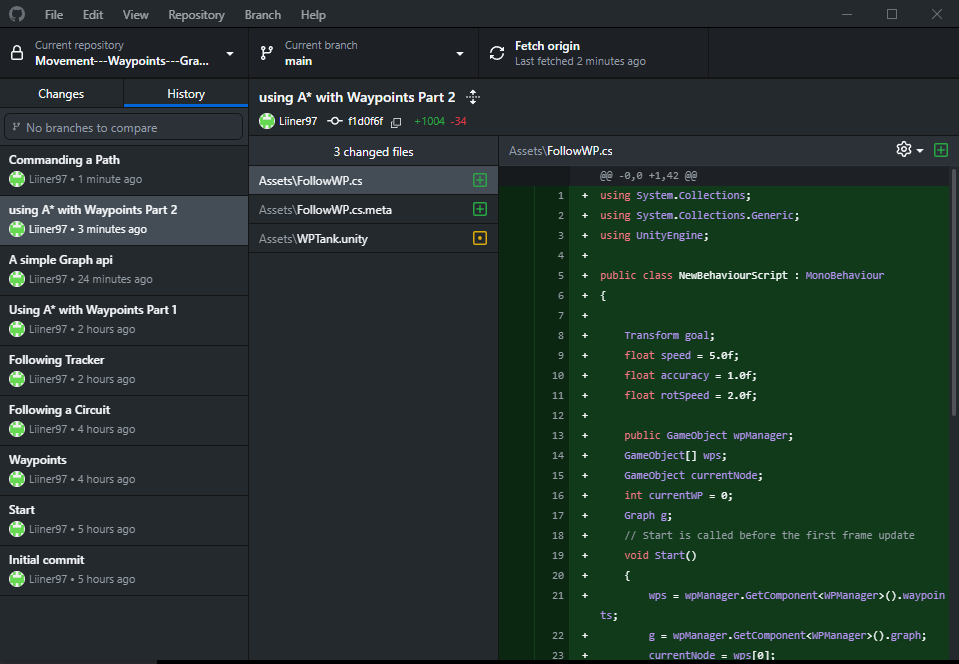 File Edit View Repository Branch Help
Current repository
Movement---Waypoints---Gra...
Current branch
main
Fetch origin
Last fetched 2 minutes ago
Changes History
No branches to compare
Commanding a Path
Liiner97 • 1 minute ago
using A* with Waypoints Part 2
Liiner97 • 3 minutes ago
A simple Graph api
Liiner97 • 24 minutes ago
Using A* with Waypoints Part 1
Liiner97 • 2 hours ago
Following Tracker
Liiner97 • 2 hours ago
Following a Circuit
Liiner97 • 4 hours ago
Waypoints
Liiner97 • 4 hours ago
Start
Liiner97 • 5 hours ago
Initial commit
Liiner97 • 5 hours ago
using A* with Waypoints Part 2
Liiner97 f1d0f6f +1004 -34
3 changed files
Assets\FollowWP.cs
Assets\FollowWP.cs.meta
Assets\WPTank.unity
Assets\FollowWP.cs
@@ -0,0 +1,42 @@
1 + using System.Collections;
2 + using System.Collections.Generic;
3 + using UnityEngine;
4 +
5 + public class NewBehaviourScript : MonoBehaviour
6 + {
7 +
8 + Transform goal;
9 + float speed = 5.0f;
10 + float accuracy = 1.0f;
11 + float rotSpeed = 2.0f;
12 +
13 + public GameObject wpManager;
14 + GameObject[] wps;
15 + GameObject currentNode;
16 + int currentWP = 0;
17 + Graph g;
18 + // Start is called before the first frame update
19 + void Start()
20 + {
21 + wps = wpManager.GetComponent<WPManager>().waypoin
ts;
22 + g = wpManager.GetComponent<WPManager>().graph;
23 + currentNode = wps[0];